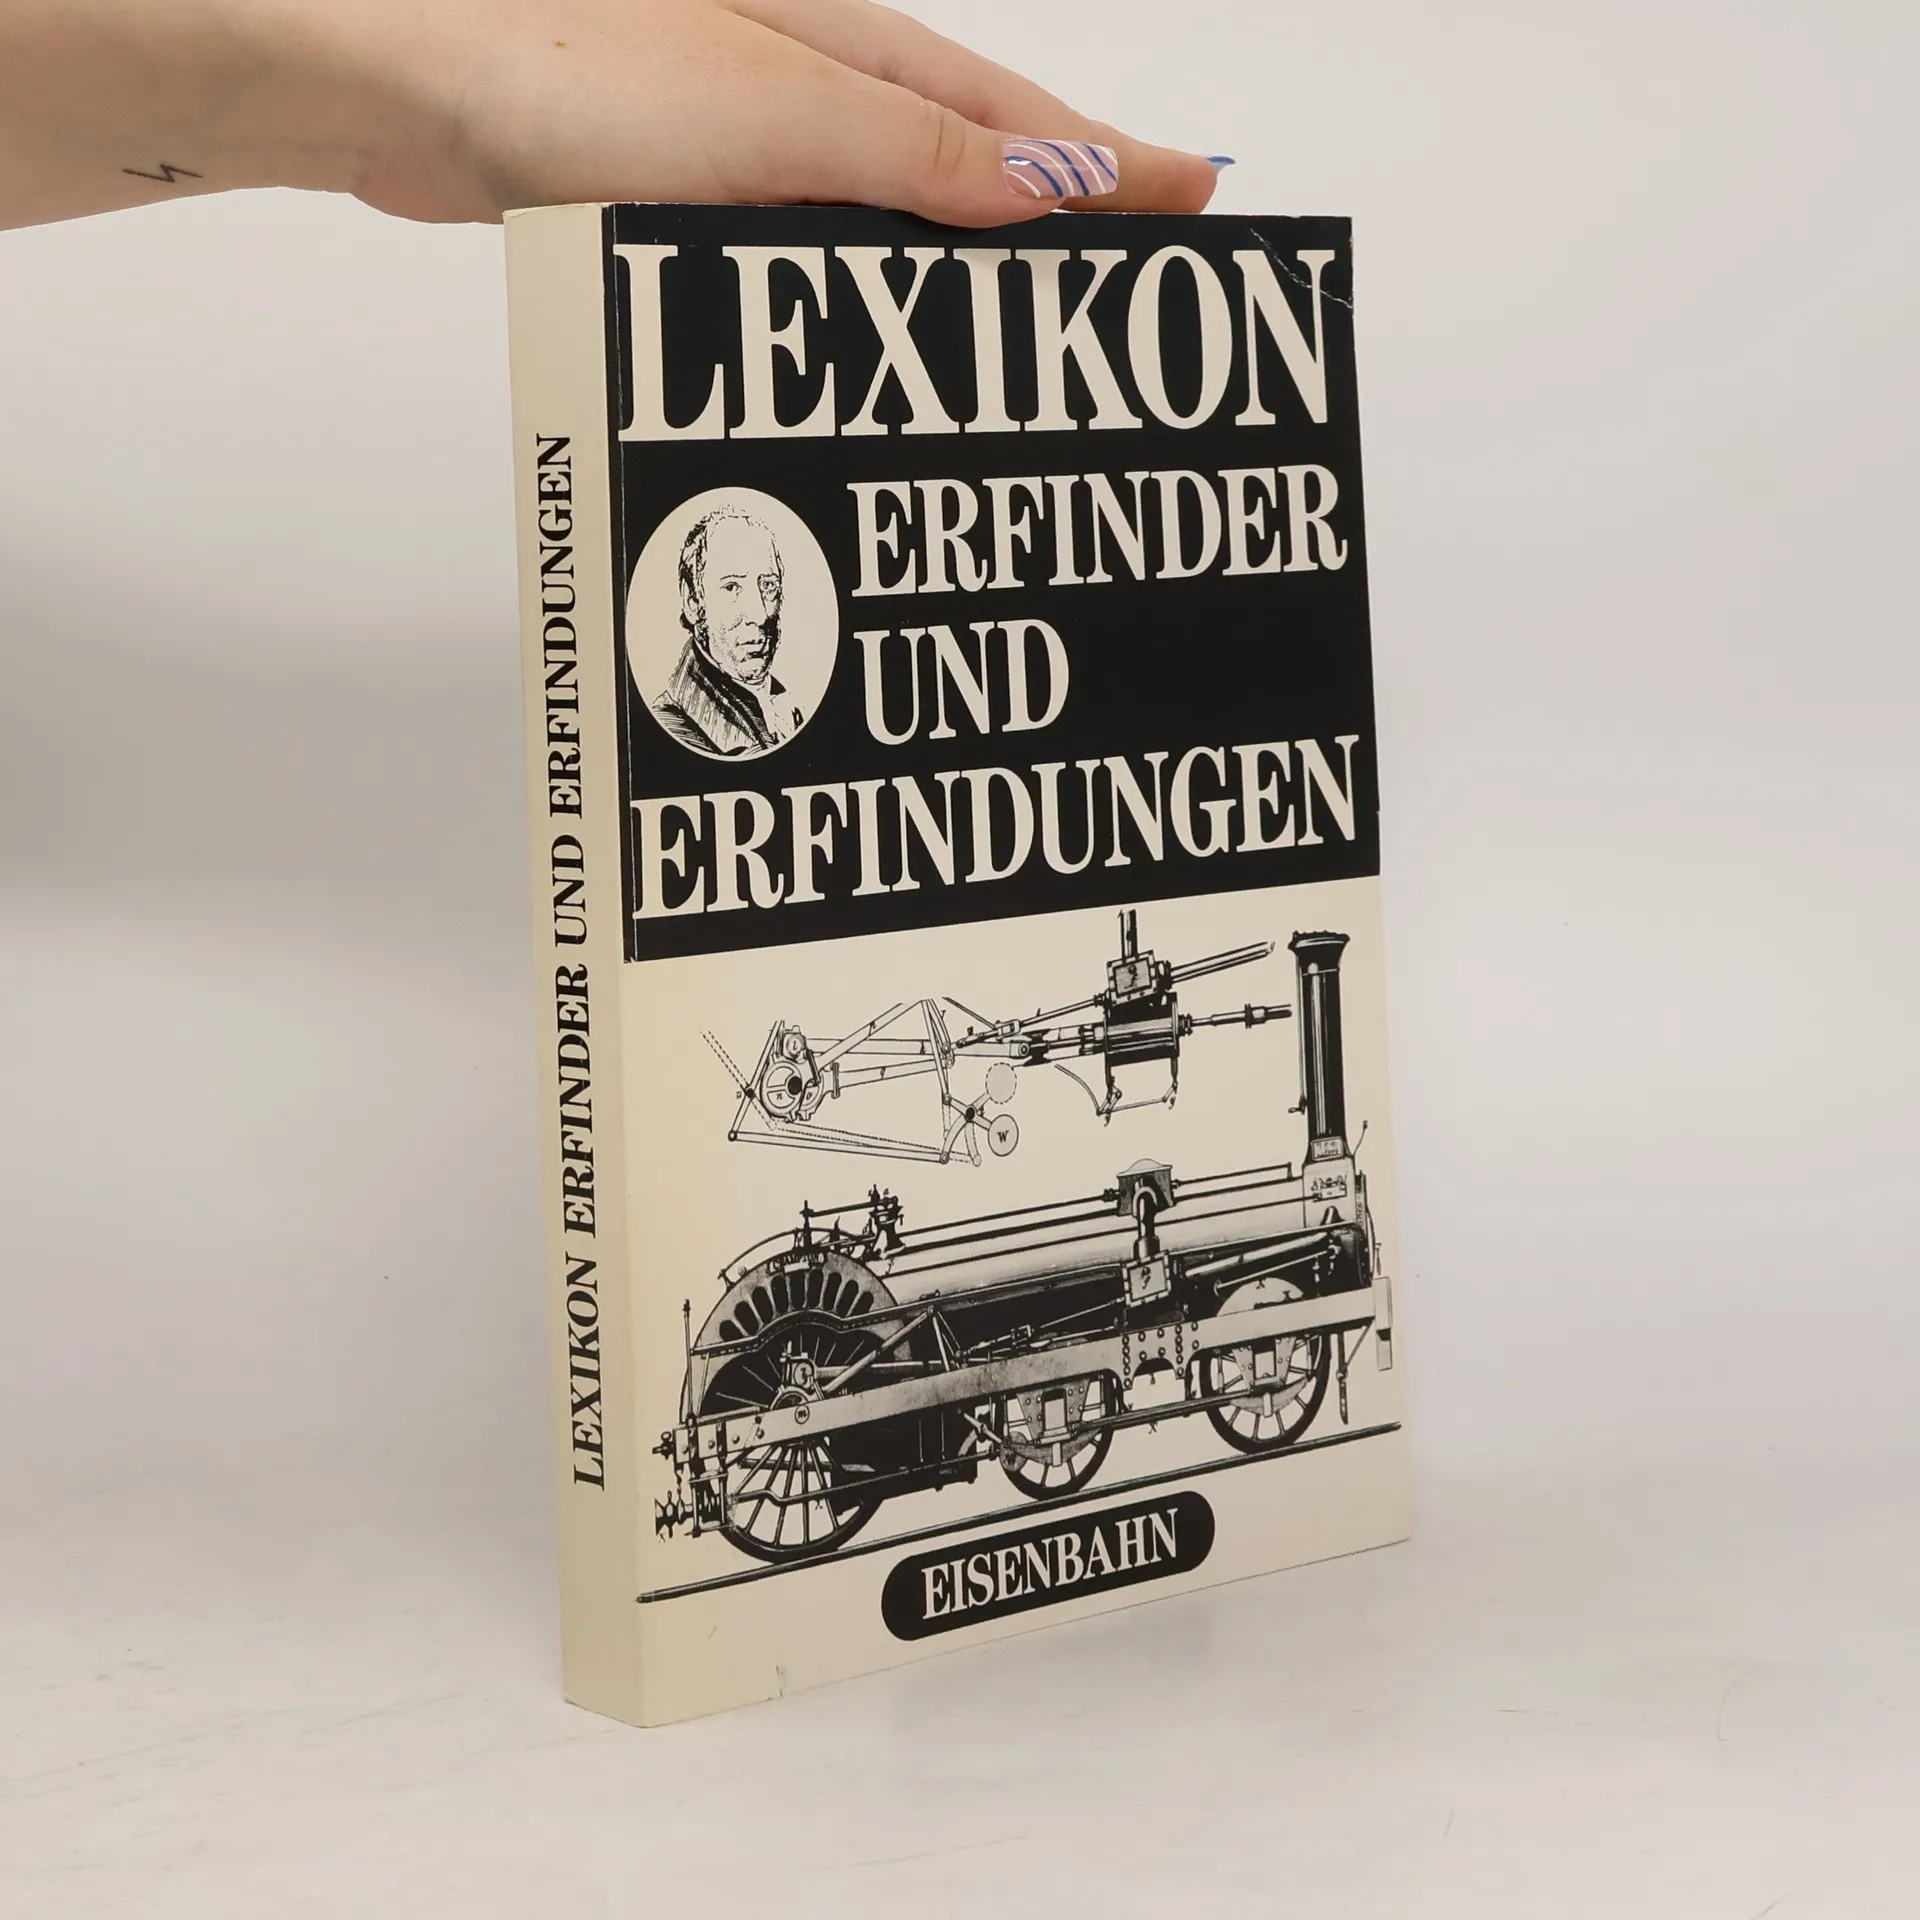 LEXIKON
ERFINDER
UND
ERFINDUNGEN
EISENBAHN
LEXIKON ERFINDER UND ERFINDUNGEN
W